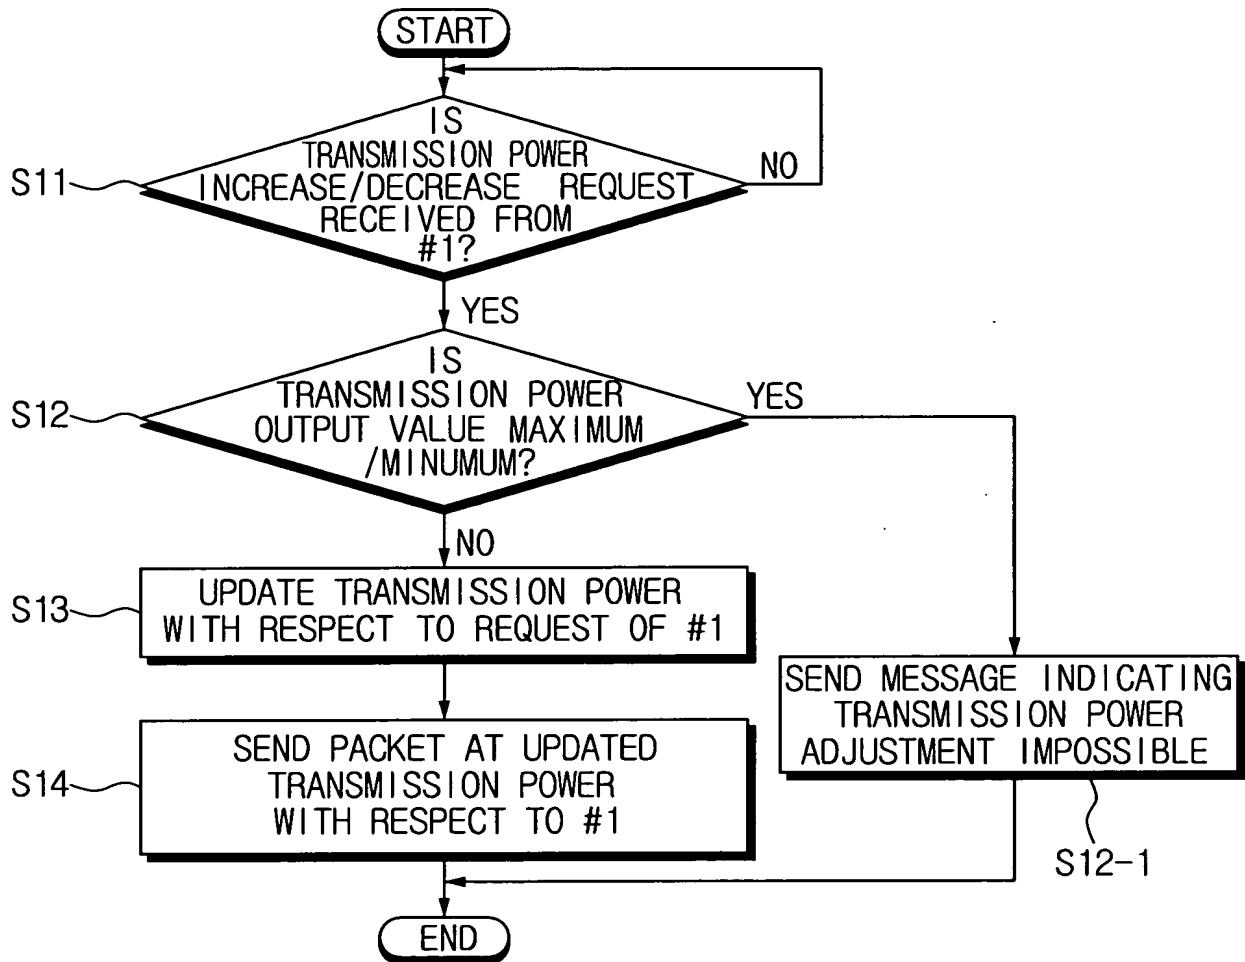 START
IS
TRANSMISSION POWER
INCREASE/DECREASE REQUEST
RECEIVED FROM
#1?
S11
NO
YES
IS
TRANSMISSION POWER
OUTPUT VALUE MAXIMUM
/MINUMUM?
S12
YES
NO
UPDATE TRANSMISSION POWER
WITH RESPECT TO REQUEST OF #1
S13
SEND MESSAGE INDICATING
TRANSMISSION POWER
ADJUSTMENT IMPOSSIBLE
S12-1
SEND PACKET AT UPDATED
TRANSMISSION POWER
WITH RESPECT TO #1
S14
END